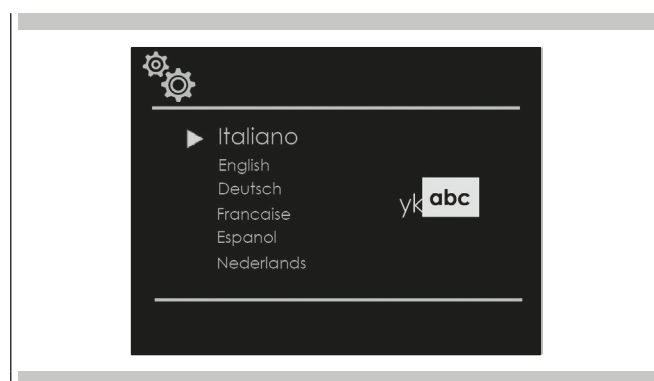 Italiano
English
Deutsch
Francaise
Espanol
Nederlands
yk abc